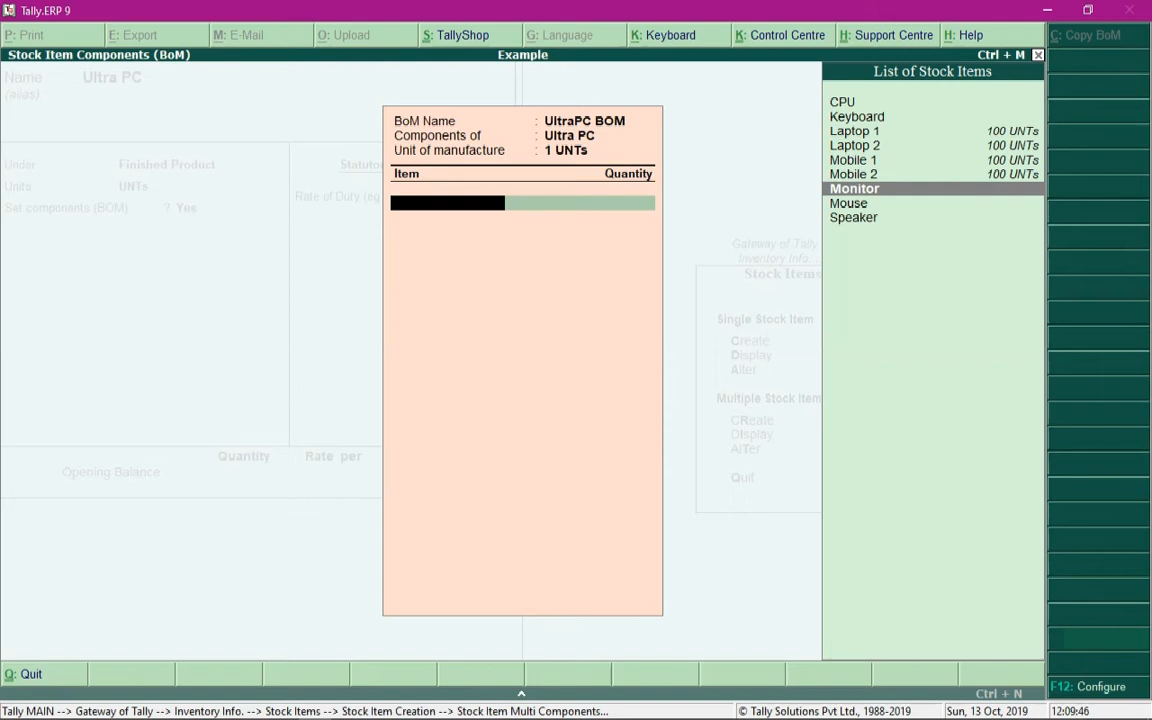 Tally.ERP 9
P: Print E: Export M: E-Mail O: Upload S: TallyShop G: Language K: Keyboard K: Control Centre H: Support Centre H: Help C: Copy BoM
Stock Item Components (BoM) Example Ctrl + M
Name Ultra PC
(alias)
Under Finished Product
Units UNTs
Set components (BOM) ? Yes
Statutor
Rate of Duty (eg
Quantity Rate per
Opening Balance
BoM Name : UltraPC BOM
Components of : Ultra PC
Unit of manufacture : 1 UNTs
Item Quantity
Gateway of Tally
Inventory Info. ..
Stock Items
Single Stock Item
Create
Display
Alter
Multiple Stock Item
CReate
DIsplay
AlTer
Quit
List of Stock Items
CPU
Keyboard
Laptop 1 100 UNTs
Laptop 2 100 UNTs
Mobile 1 100 UNTs
Mobile 2 100 UNTs
Monitor
Mouse
Speaker
Q: Quit
F12: Configure
Ctrl + N
Tally MAIN --> Gateway of Tally --> Inventory Info. --> Stock Items --> Stock Item Creation --> Stock Item Multi Components... © Tally Solutions Pvt Ltd., 1988-2019 Sun, 13 Oct, 2019 12:09:46